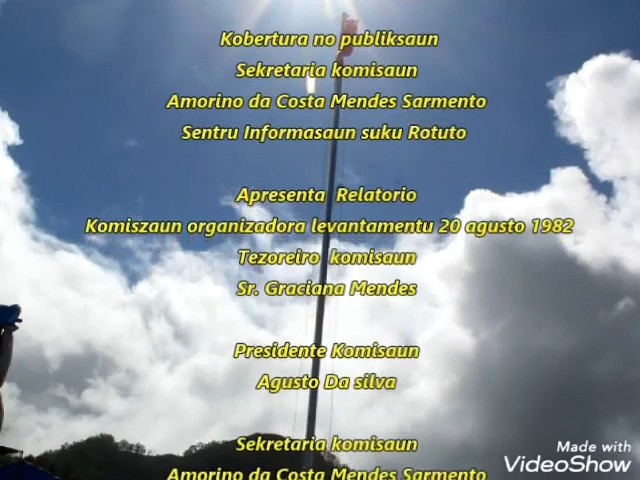 Kobertura no publiksaun
Sekretaria komisaun
Amorino da Costa Mendes Sarmento
Sentru Informasaun suku Rotuto
Apresenta Relatorio
Komiszaun organizadora levantamentu 20 agusto 1982
Tezoreiro komisaun
Sr. Graciana Mendes
Presidente Komisaun
Agusto Da silva
Sekretaria komisaun
Amorino da Costa Mendes Sarmento
Made with
VideoShow